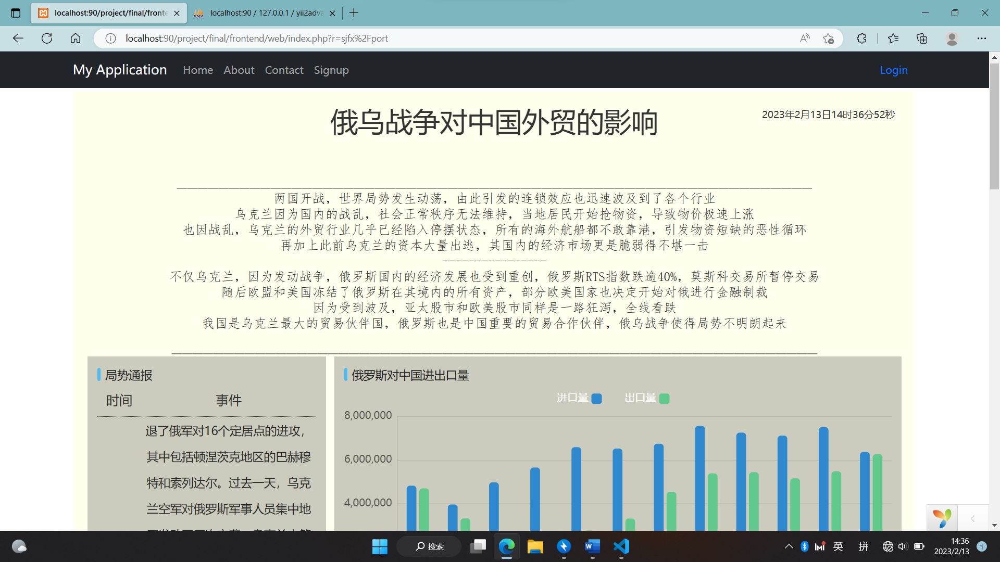 localhost:90/project/final/fronte
localhost:90 / 127.0.0.1 / yii2adva
localhost:90/project/final/frontend/web/index.php?r=sjfx%2Fport
My Application Home About Contact Signup Login
俄乌战争对中国外贸的影响
2023年2月13日14时36分52秒
两国开战，世界局势发生动荡，由此引发的连锁效应也迅速波及到了各个行业
乌克兰因为国内的战乱，社会正常秩序无法维持，当地居民开始抢物资，导致物价极速上涨
也因战乱，乌克兰的外贸行业几乎已经陷入停摆状态，所有的海外航船都不敢靠港，引发物资短缺的恶性循环
再加上此前乌克兰的资本大量出逃，其国内的经济市场更是脆弱得不堪一击
----------------
不仅乌克兰，因为发动战争，俄罗斯国内的经济发展也受到重创，俄罗斯RTS指数跌逾40%，莫斯科交易所暂停交易
随后欧盟和美国冻结了俄罗斯在其境内的所有资产，部分欧美国家也决定开始对俄进行金融制裁
因为受到波及，亚太股市和欧美股市同样是一路狂泻，全线看跌
我国是乌克兰最大的贸易伙伴国，俄罗斯也是中国重要的贸易合作伙伴，俄乌战争使得局势不明朗起来
局势通报
时间 事件
退了俄军对16个定居点的进攻，
其中包括顿涅茨克地区的巴赫穆
特和索列达尔。过去一天，乌克
兰空军对俄罗斯军事人员集中地
俄罗斯对中国进出口量
进口量 出口量
8,000,000
6,000,000
4,000,000
搜索
英 拼
14:36
2023/2/13
1